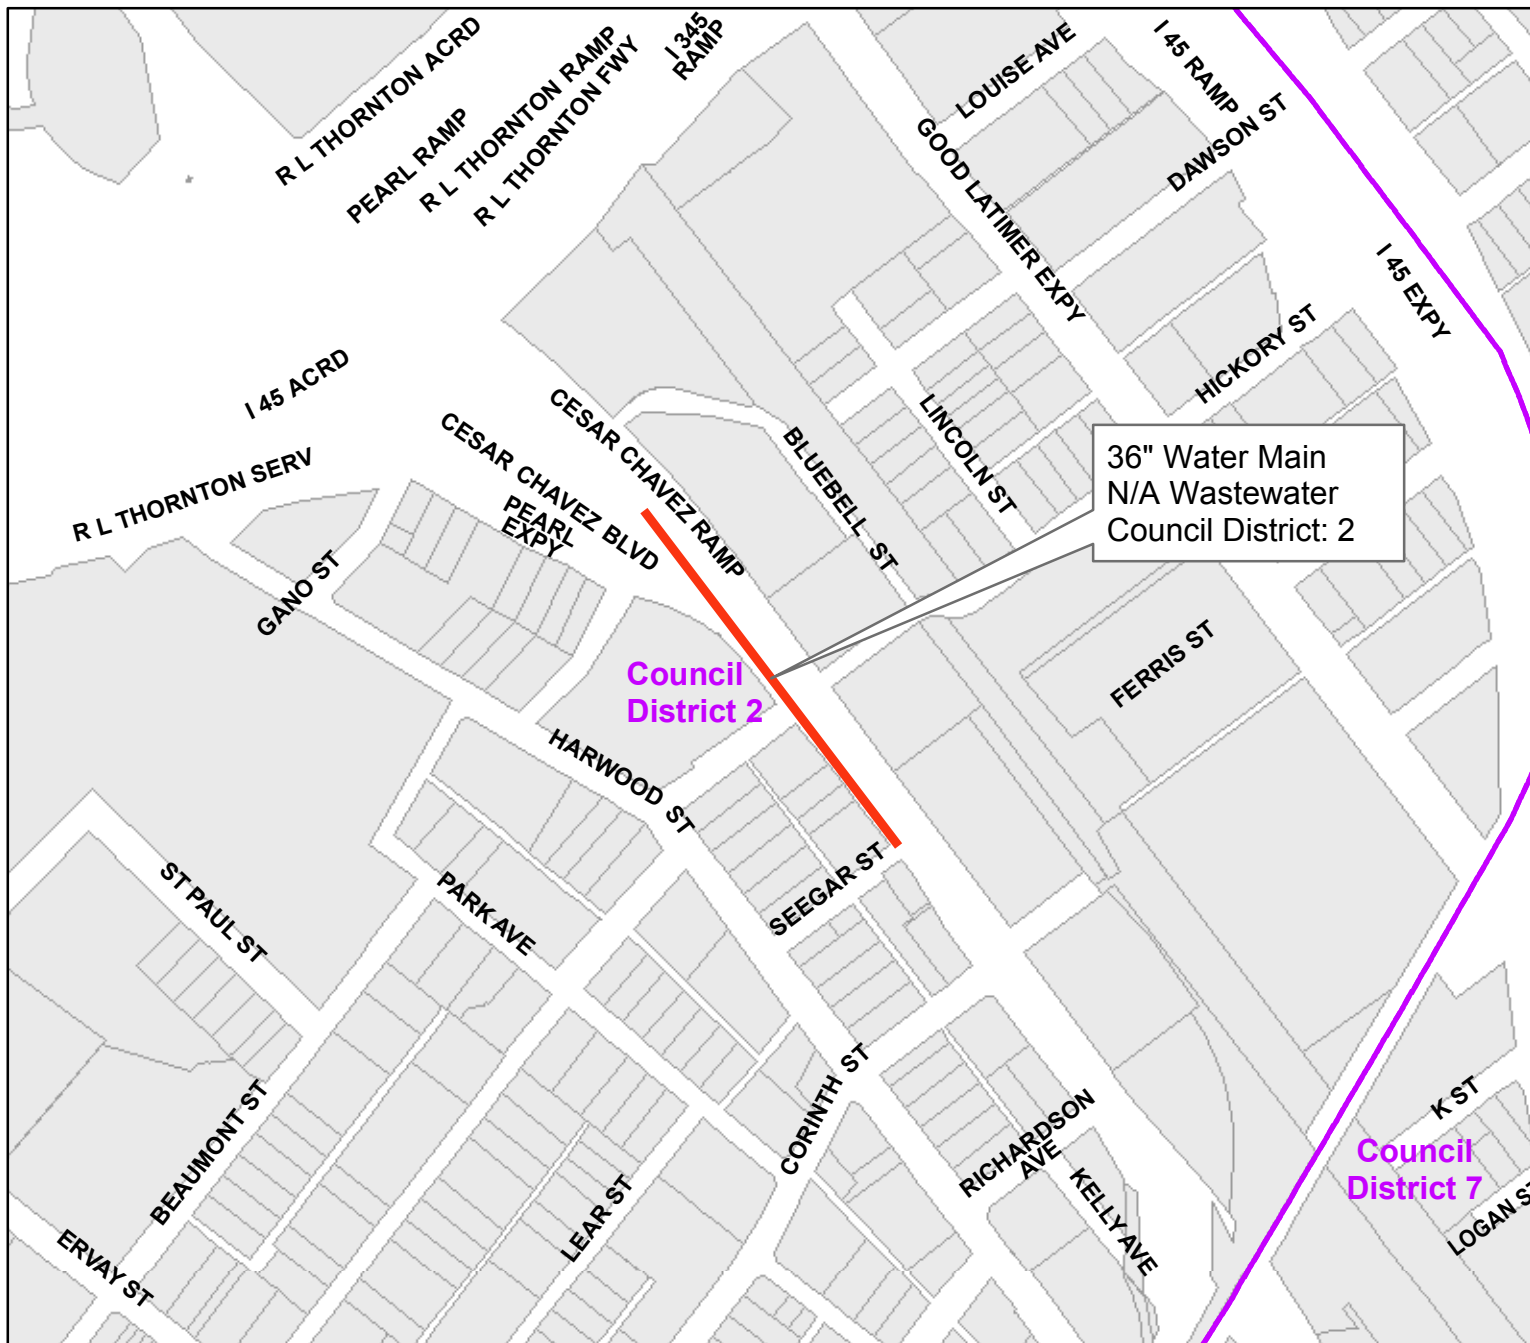 R L THORNTON ACRD
PEARL RAMP
R L THORNTON RAMP
R L THORNTON FWY
I 345
RAMP
LOUISE AVE
I 45 RAMP
DAWSON ST
GOOD LATIMER EXPY
I 45 EXPY
HICKORY ST
I 45 ACRD
R L THORNTON SERV
CESAR CHAVEZ BLVD
PEARL
EXPY
CESAR CHAVEZ RAMP
BLUEBELL ST
LINCOLN ST
36" Water Main
N/A Wastewater
Council District: 2
GANO ST
FERRIS ST
Council
District 2
HARWOOD ST
SEEGAR ST
ST PAUL ST
PARK AVE
CORINTH ST
BEAUMONT ST
LEAR ST
ERVAY ST
RICHARDSON
AVE
KELLY AVE
K ST
Council
District 7
LOGAN ST